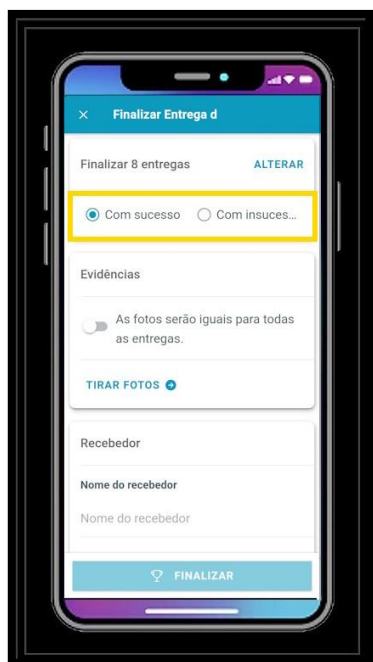 Finalizar Entrega d
Finalizar 8 entregas ALTERAR
Com sucesso Com insuces...
Evidências
As fotos serão iguais para todas
as entregas.
TIRAR FOTOS
Recebedor
Nome do recebedor
Nome do recebedor
FINALIZAR